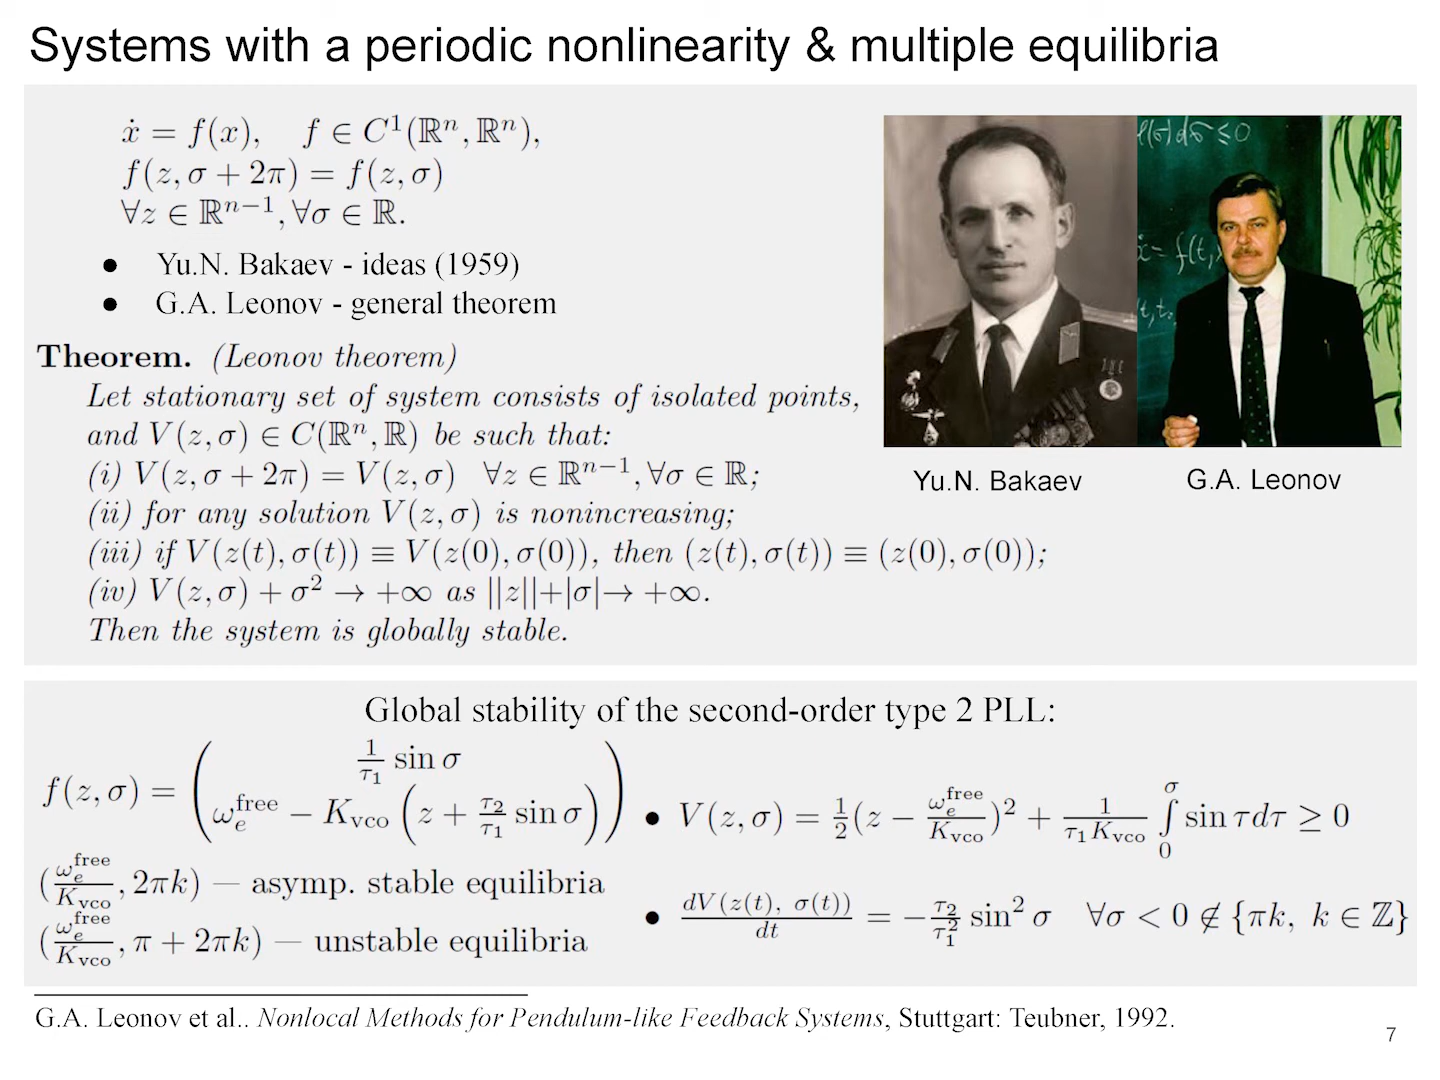 Systems with a periodic nonlinearity & multiple equilibria
ẋ = f(x),   f ∈ C¹(ℝⁿ, ℝⁿ),
f(z, σ + 2π) = f(z, σ)
∀z ∈ ℝⁿ⁻¹, ∀σ ∈ ℝ.
● Yu.N. Bakaev - ideas (1959)
● G.A. Leonov - general theorem
Theorem. (Leonov theorem)
Let stationary set of system consists of isolated points,
and V(z, σ) ∈ C(ℝⁿ, ℝ) be such that:
(i) V(z, σ + 2π) = V(z, σ)   ∀z ∈ ℝⁿ⁻¹, ∀σ ∈ ℝ;
(ii) for any solution V(z, σ) is nonincreasing;
(iii) if V(z(t), σ(t)) ≡ V(z(0), σ(0)), then (z(t), σ(t)) ≡ (z(0), σ(0));
(iv) V(z, σ) + σ² → +∞ as ||z||+|σ|→ +∞.
Then the system is globally stable.
ℓ(σ)dσ ≤ 0
ẋ = f(t,
Yu.N. Bakaev
G.A. Leonov
Global stability of the second-order type 2 PLL:
f(z, σ) = ( 1/τ₁ sin σ
ω_e^free − K_vco (z + τ₂/τ₁ sin σ) )
(ω_e^free/K_vco, 2πk) — asymp. stable equilibria
(ω_e^free/K_vco, π + 2πk) — unstable equilibria
● V(z, σ) = 1/2(z − ω_e^free/K_vco)² + 1/(τ₁K_vco) ∫₀^σ sin τdτ ≥ 0
● dV(z(t), σ(t))/dt = −τ₂/τ₁² sin² σ   ∀σ < 0 ∉ {πk, k ∈ ℤ}
G.A. Leonov et al.. Nonlocal Methods for Pendulum-like Feedback Systems, Stuttgart: Teubner, 1992.
7